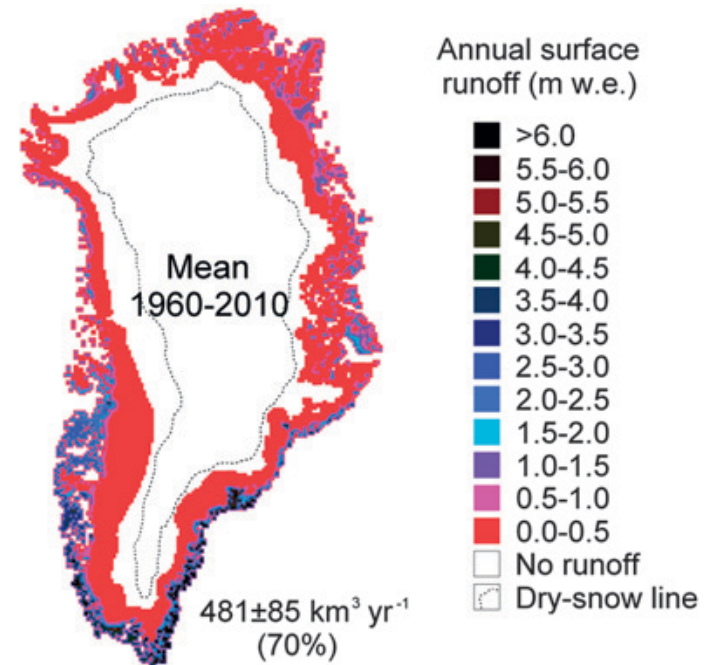 Annual surface
runoff (m w.e.)
>6.0
5.5-6.0
5.0-5.5
4.5-5.0
4.0-4.5
3.5-4.0
3.0-3.5
2.5-3.0
2.0-2.5
1.5-2.0
1.0-1.5
0.5-1.0
0.0-0.5
No runoff
Dry-snow line
Mean
1960-2010
481±85 km³ yr⁻¹
(70%)